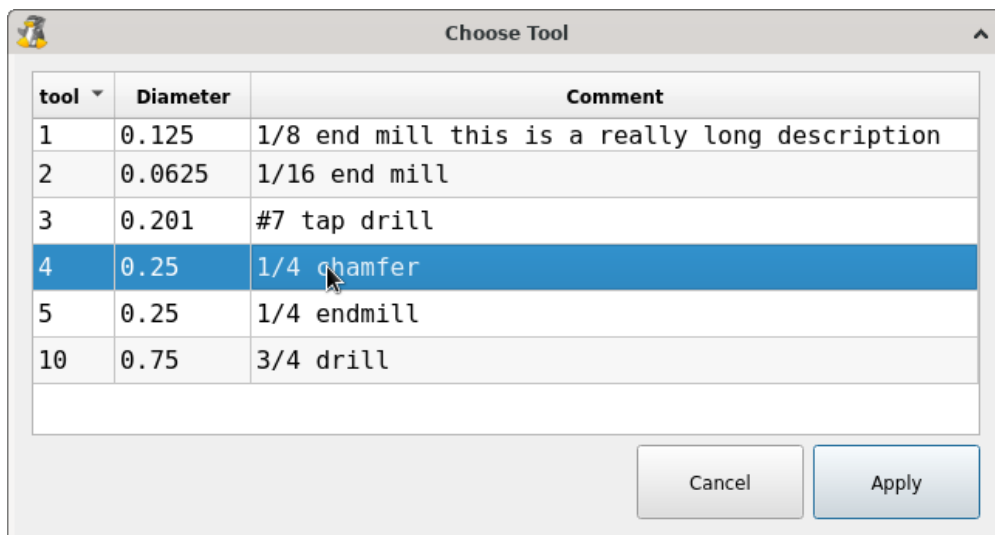 Choose Tool
tool Diameter Comment
1 0.125 1/8 end mill this is a really long description
2 0.0625 1/16 end mill
3 0.201 #7 tap drill
4 0.25 1/4 chamfer
5 0.25 1/4 endmill
10 0.75 3/4 drill
Cancel Apply